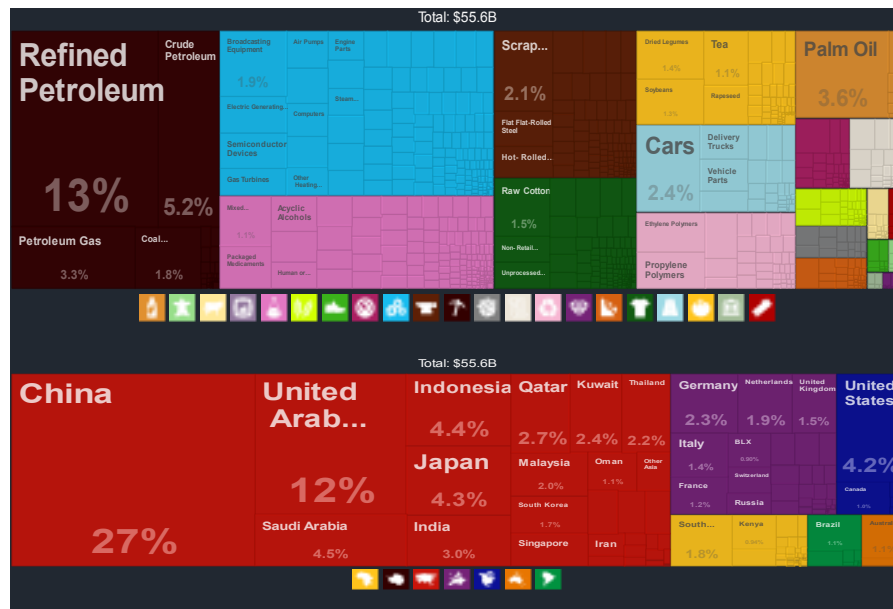 Total: $55.6B
Refined
Petroleum
13%
Crude
Petroleum
5.2%
Petroleum Gas
3.3%
Coal...
1.8%
Broadcasting
Equipment
1.9%
Electric Generating...
Semiconductor
Devices
Gas Turbines
Air Pumps
Computers
Other
Heating...
Engine
Parts
Steam...
Mixed...
1.1%
Packaged
Medicaments
Acyclic
Alcohols
Human or...
Scrap...
2.1%
Flat Flat-Rolled
Steel
Hot- Rolled...
Raw Cotton
1.5%
Non- Retail...
Unprocessed...
Dried Legumes
1.4%
Soybeans
Tea
1.1%
Rapeseed
Cars
2.4%
Delivery
Trucks
Vehicle
Parts
Ethylene Polymers
Propylene
Polymers
Palm Oil
3.6%
Total: $55.6B
China
27%
United
Arab...
12%
Saudi Arabia
4.5%
Indonesia
4.4%
Japan
4.3%
India
3.0%
Qatar
2.7%
Kuwait
2.4%
Thailand
2.2%
Malaysia
2.0%
South Korea
1.7%
Singapore
Oman
1.1%
Other
Asia
Iran
Germany
2.3%
Netherlands
1.9%
United
Kingdom
1.5%
Italy
1.4%
France
1.2%
BLX
Switzerland
Russia
United
States
4.2%
Canada
South...
1.8%
Kenya
Brazil
1.1%
Austral
1.1%